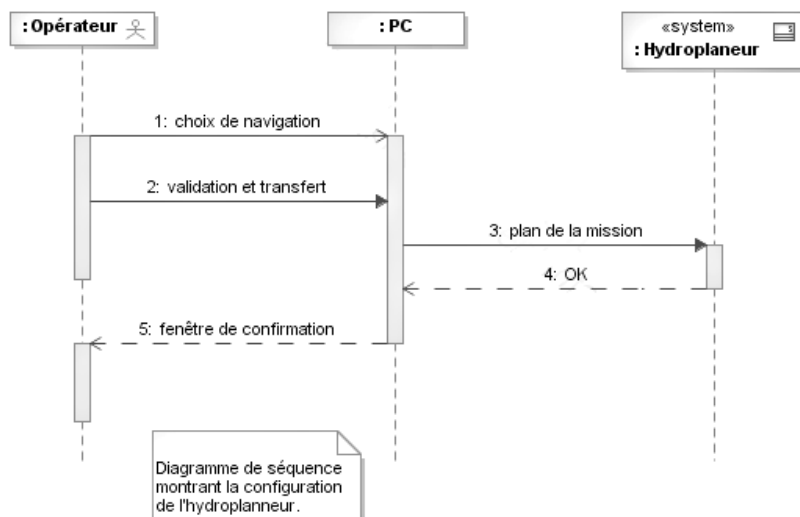 : Opérateur
: PC
«system»
: Hydroplaneur
1: choix de navigation
2: validation et transfert
3: plan de la mission
4: OK
5: fenêtre de confirmation
Diagramme de séquence
montrant la configuration
de l'hydroplanneur.